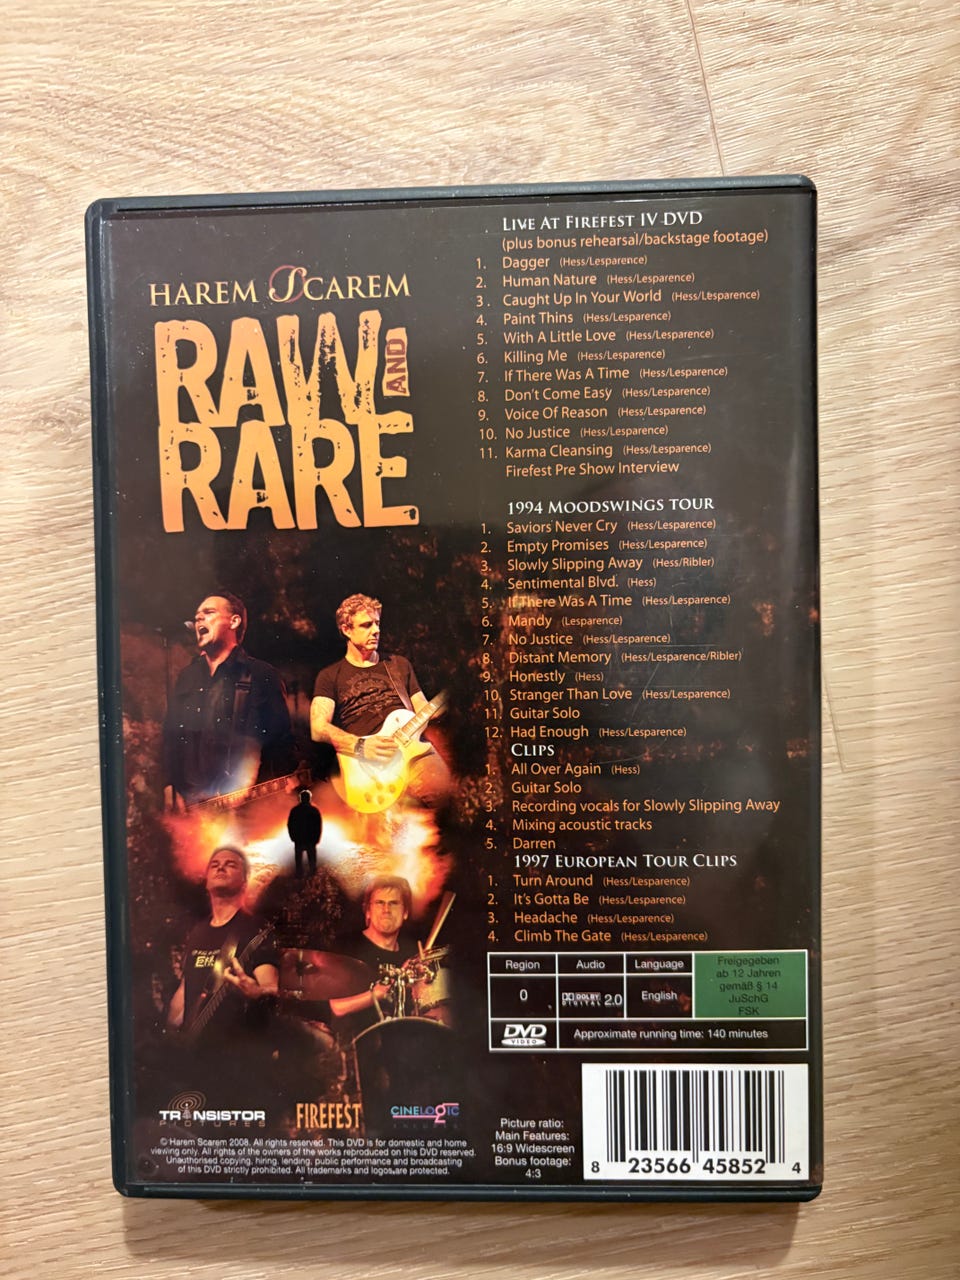 HAREM SCAREM
RAW AND
RARE
LIVE AT FIREFEST IV DVD
(plus bonus rehearsal/backstage footage)
1. Dagger (Hess/Lesparence)
2. Human Nature (Hess/Lesparence)
3. Caught Up In Your World (Hess/Lesparence)
4. Paint Thins (Hess/Lesparence)
5. With A Little Love (Hess/Lesparence)
6. Killing Me (Hess/Lesparence)
7. If There Was A Time (Hess/Lesparence)
8. Don't Come Easy (Hess/Lesparence)
9. Voice Of Reason (Hess/Lesparence)
10. No Justice (Hess/Lesparence)
11. Karma Cleansing (Hess/Lesparence)
Firefest Pre Show Interview
1994 MOODSWINGS TOUR
1. Saviors Never Cry (Hess/Lesparence)
2. Empty Promises (Hess/Lesparence)
3. Slowly Slipping Away (Hess/Ribler)
4. Sentimental Blvd. (Hess)
5. If There Was A Time (Hess/Lesparence)
6. Mandy (Lesparence)
7. No Justice (Hess/Lesparence)
8. Distant Memory (Hess/Lesparence/Ribler)
9. Honestly (Hess)
10. Stranger Than Love (Hess/Lesparence)
11. Guitar Solo
12. Had Enough (Hess/Lesparence)
CLIPS
1. All Over Again (Hess)
2. Guitar Solo
3. Recording vocals for Slowly Slipping Away
4. Mixing acoustic tracks
5. Darren
1997 EUROPEAN TOUR CLIPS
1. Turn Around (Hess/Lesparence)
2. It's Gotta Be (Hess/Lesparence)
3. Headache (Hess/Lesparence)
4. Climb The Gate (Hess/Lesparence)
Region Audio Language
0 DOLBY DIGITAL 2.0 English
Freigegeben
ab 12 Jahren
gemäß § 14
JuSchG
FSK
DVD VIDEO Approximate running time: 140 minutes
TRANSISTOR PICTURES
FIREFEST
CINELOGIC
© Harem Scarem 2008. All rights reserved. This DVD is for domestic and home
viewing only. All rights of the owners of the works reproduced on this DVD reserved.
Unauthorised copying, hiring, lending, public performance and broadcasting
of this DVD strictly prohibited. All trademarks and logos are protected.
Picture ratio:
Main Features:
16:9 Widescreen
Bonus footage:
4:3
8 23566 45852 4